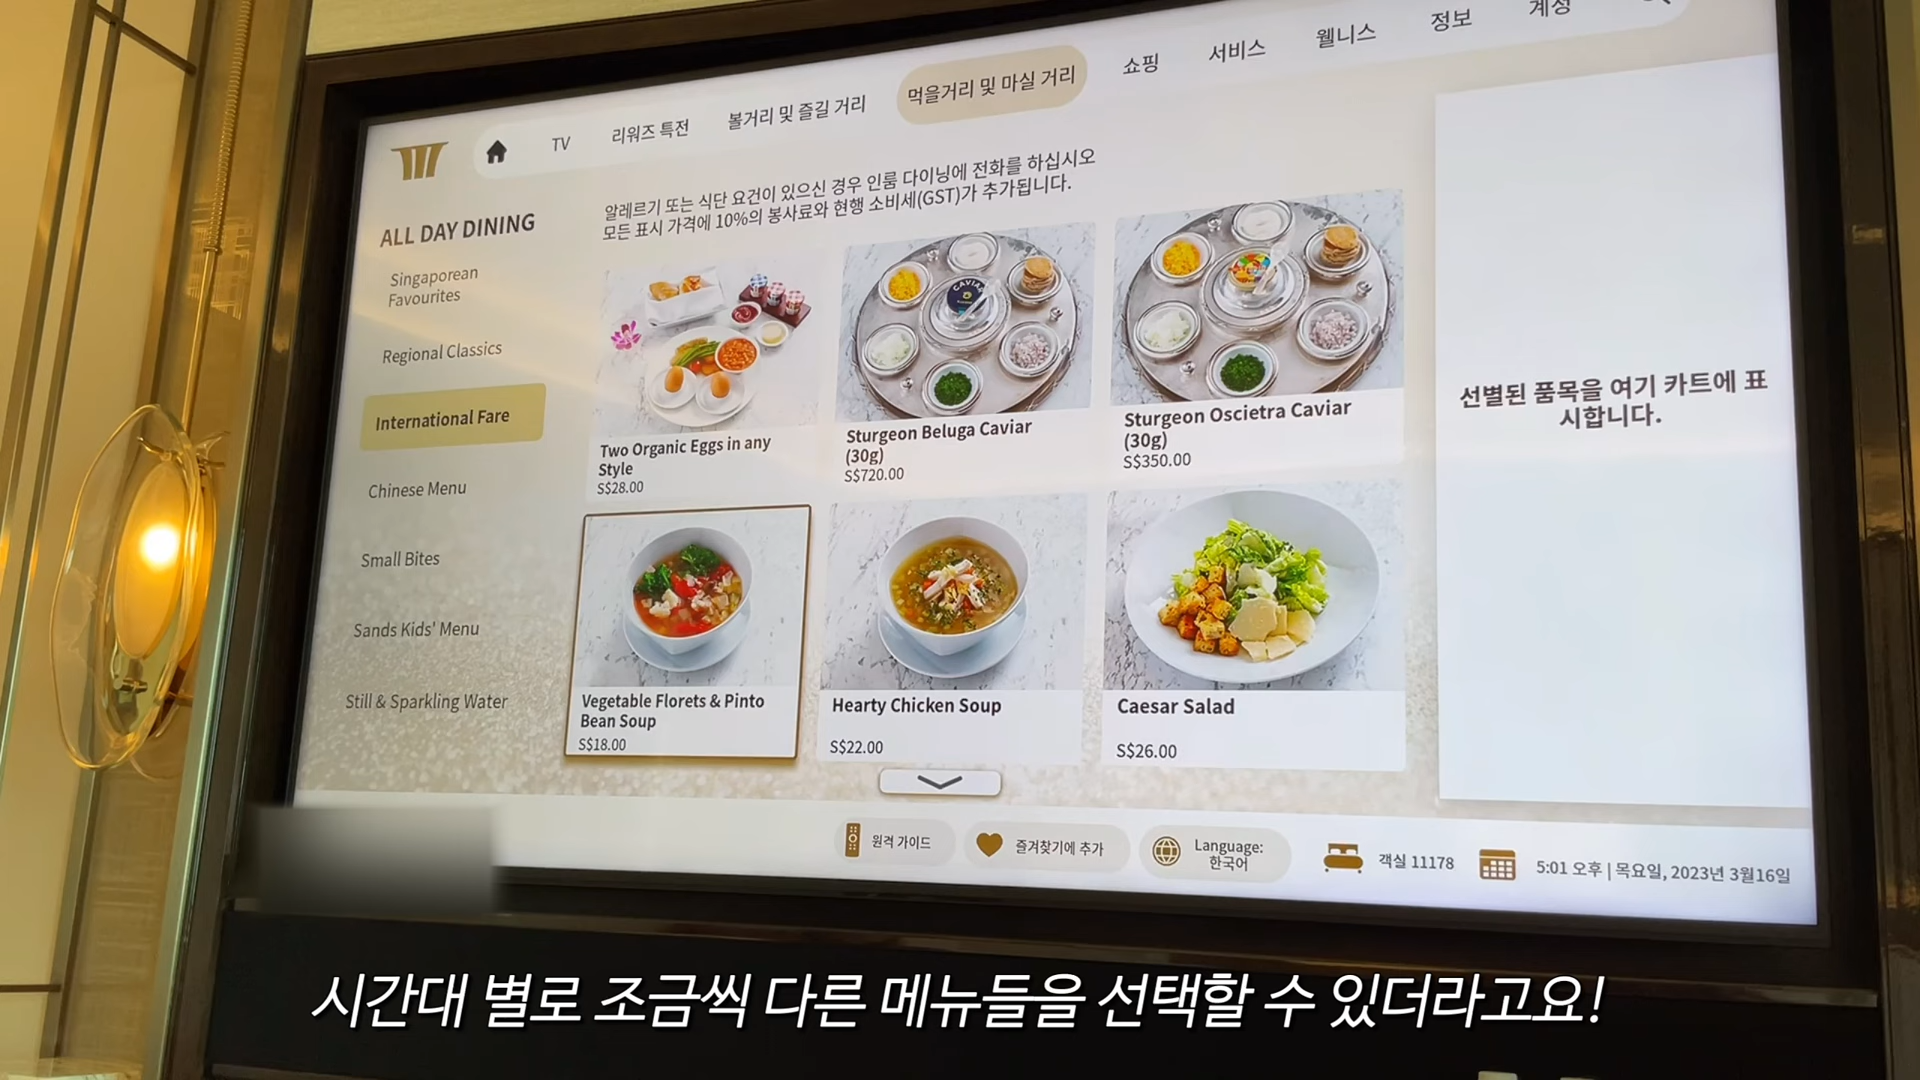 TV
리워즈 특전
볼거리 및 즐길 거리
먹을거리 및 마실 거리
쇼핑
서비스
웰니스
정보
계정
알레르기 또는 식단 요건이 있으신 경우 인룸 다이닝에 전화를 하십시오
모든 표시 가격에 10%의 봉사료와 현행 소비세(GST)가 추가됩니다.
ALL DAY DINING
Singaporean
Favourites
Regional Classics
International Fare
Chinese Menu
Small Bites
Sands Kids' Menu
Still & Sparkling Water
CAVIAR
Two Organic Eggs in any
Style
S$28.00
Sturgeon Beluga Caviar
(30g)
S$720.00
Sturgeon Oscietra Caviar
(30g)
S$350.00
Vegetable Florets & Pinto
Bean Soup
S$18.00
Hearty Chicken Soup
S$22.00
Caesar Salad
S$26.00
선별된 품목을 여기 카트에 표
시합니다.
원격 가이드
즐겨찾기에 추가
Language:
한국어
객실 11178
5:01 오후 | 목요일, 2023년 3월16일
시간대 별로 조금씩 다른 메뉴들을 선택할 수 있더라고요!